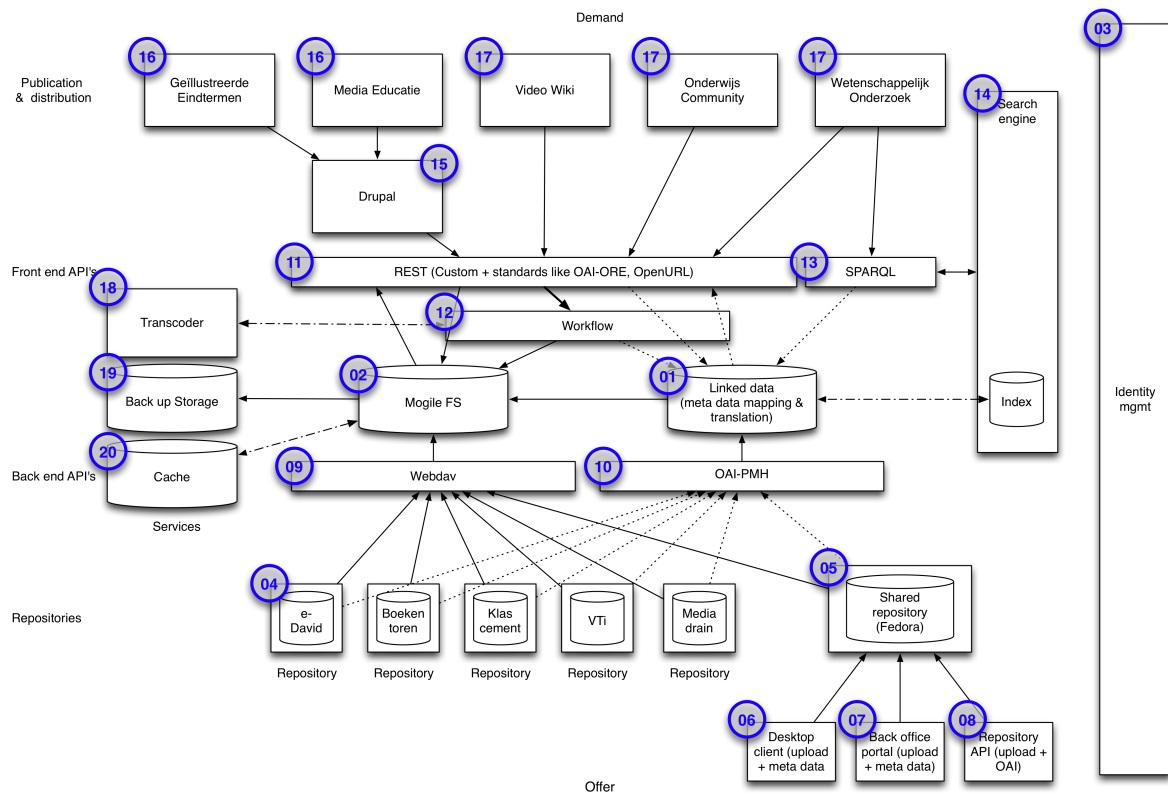 Demand
03
Publication
& distribution
16
Geïllustreerde
Eindtermen
16
Media Educatie
17
Video Wiki
17
Onderwijs
Community
17
Wetenschappelijk
Onderzoek
14
Search
engine
15
Drupal
Front end API's
11
REST (Custom + standards like OAI-ORE, OpenURL)
13
SPARQL
18
Transcoder
12
Workflow
19
Back up Storage
02
Mogile FS
01
Linked data
(meta data mapping &
translation)
Index
Identity
mgmt
Back end API's
20
Cache
09
Webdav
10
OAI-PMH
Services
Repositories
04
e-
David
Boeken
toren
Klas
cement
VTi
Media
drain
05
Shared
repository
(Fedora)
Repository
Repository
Repository
Repository
Repository
06
Desktop
client (upload
+ meta data
07
Back office
portal (upload
+ meta data)
08
Repository
API (upload +
OAI)
Offer